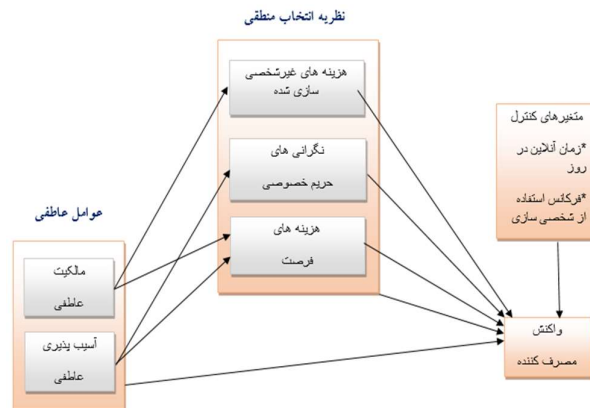 نظریه انتخاب منطقی
هزینه های غیرشخصی
سازی شده
نگرانی های
حریم خصوصی
هزینه های
فرصت
متغیرهای کنترل
*زمان آنلاین در
روز
*فرکانس استفاده
از شخصی سازی
عوامل عاطفی
مالکیت
عاطفی
آسیب پذیری
عاطفی
واکنش
مصرف کننده